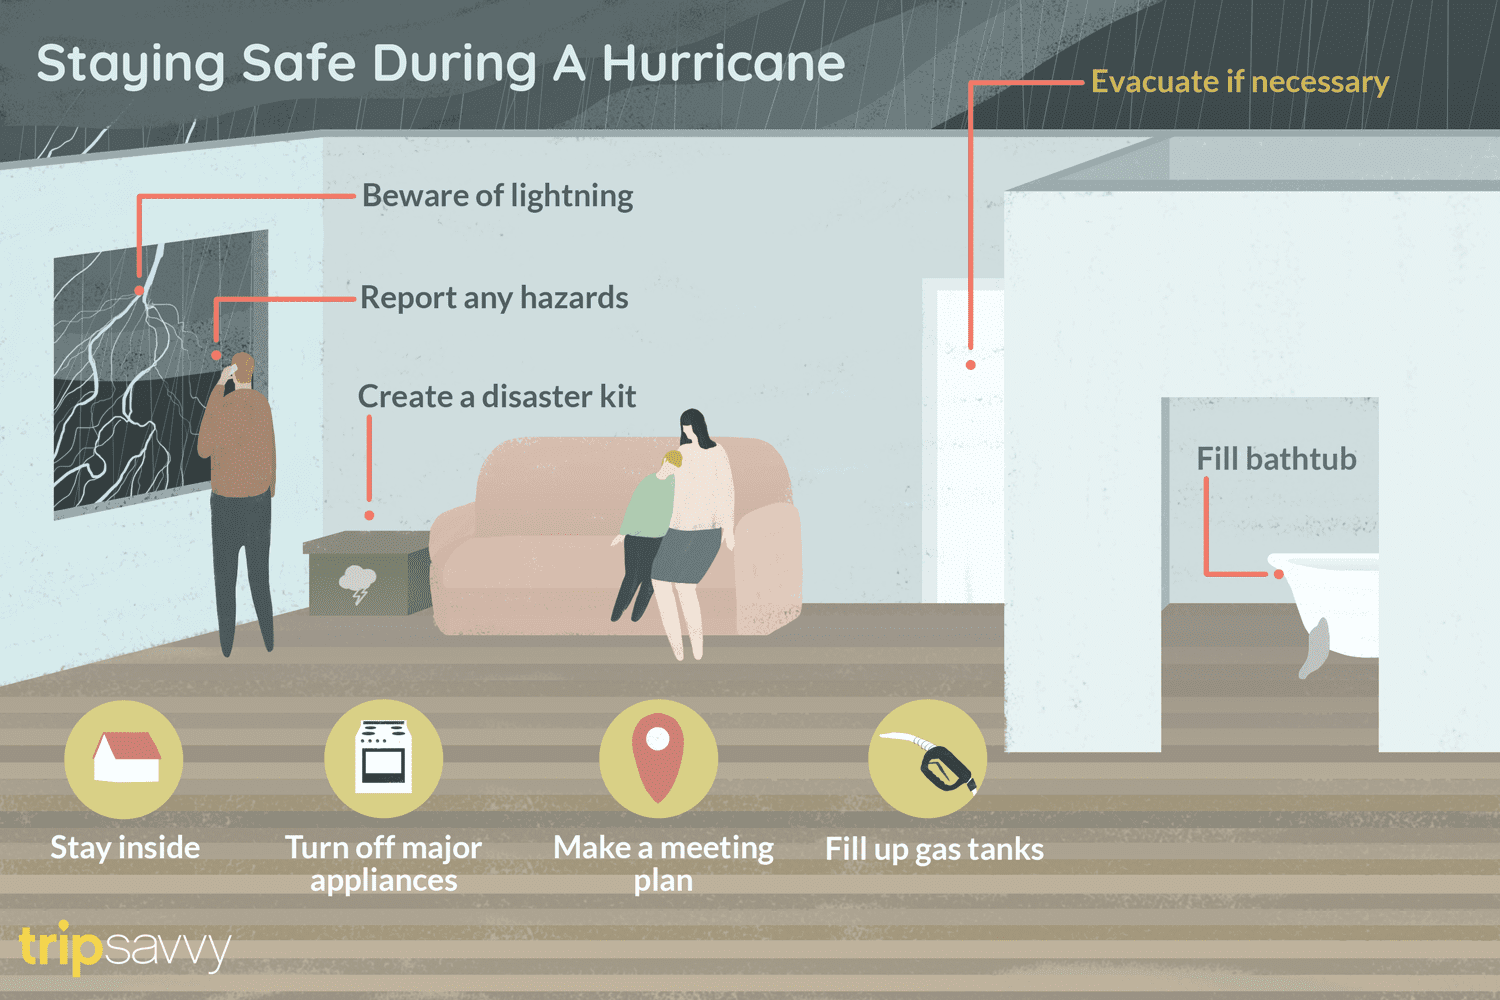 Staying Safe During A Hurricane
Evacuate if necessary
Beware of lightning
Report any hazards
Create a disaster kit
Fill bathtub
Stay inside
Turn off major
appliances
Make a meeting
plan
Fill up gas tanks
tripsavvy